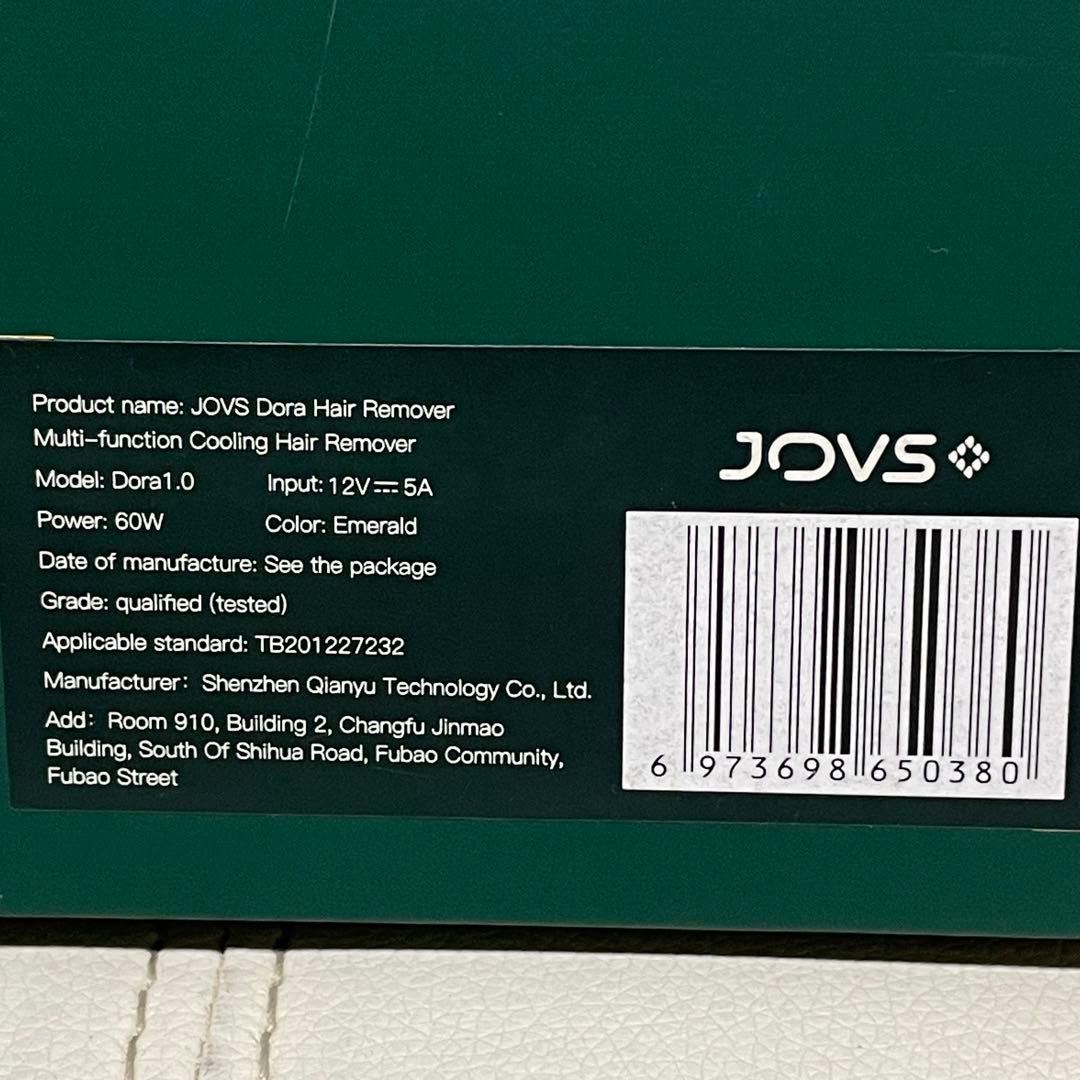 Product name: JOVS Dora Hair Remover
Multi-function Cooling Hair Remover
Model: Dora1.0 Input: 12V⎓5A
Power: 60W Color: Emerald
Date of manufacture: See the package
Grade: qualified (tested)
Applicable standard: TB201227232
Manufacturer: Shenzhen Qianyu Technology Co., Ltd.
Add: Room 910, Building 2, Changfu Jinmao
Building, South Of Shihua Road, Fubao Community,
Fubao Street
JOVS
6 973698 650380